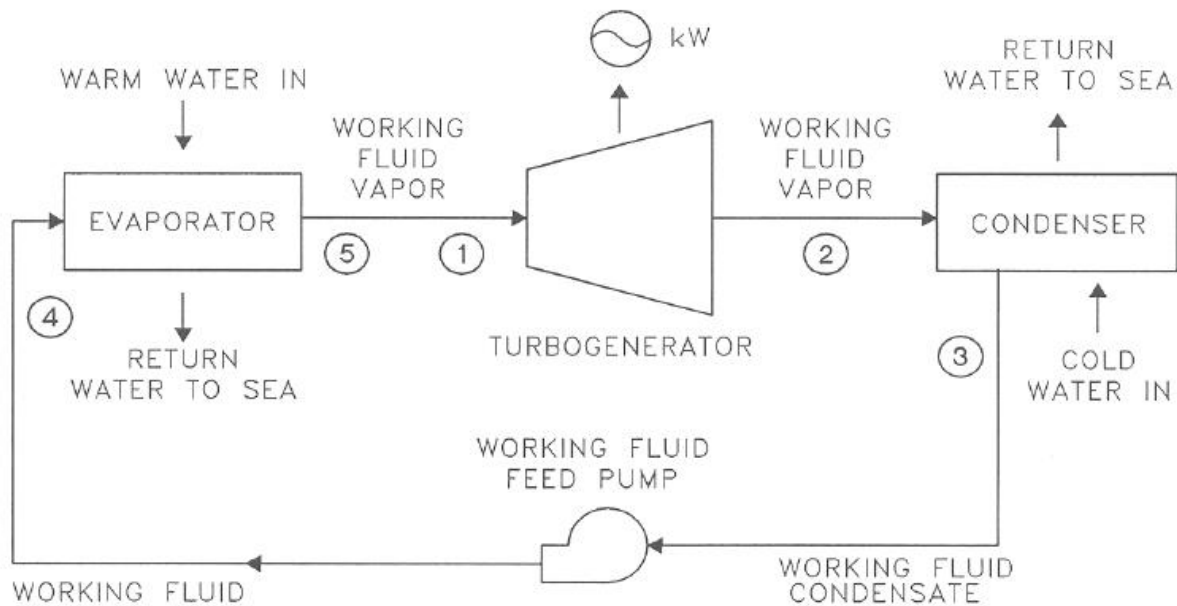 kW
RETURN
WATER TO SEA
WARM WATER IN
WORKING
FLUID
VAPOR
WORKING
FLUID
VAPOR
EVAPORATOR
CONDENSER
5
1
2
4
3
TURBOGENERATOR
RETURN
WATER TO SEA
COLD
WATER IN
WORKING FLUID
FEED PUMP
WORKING FLUID
WORKING FLUID
CONDENSATE